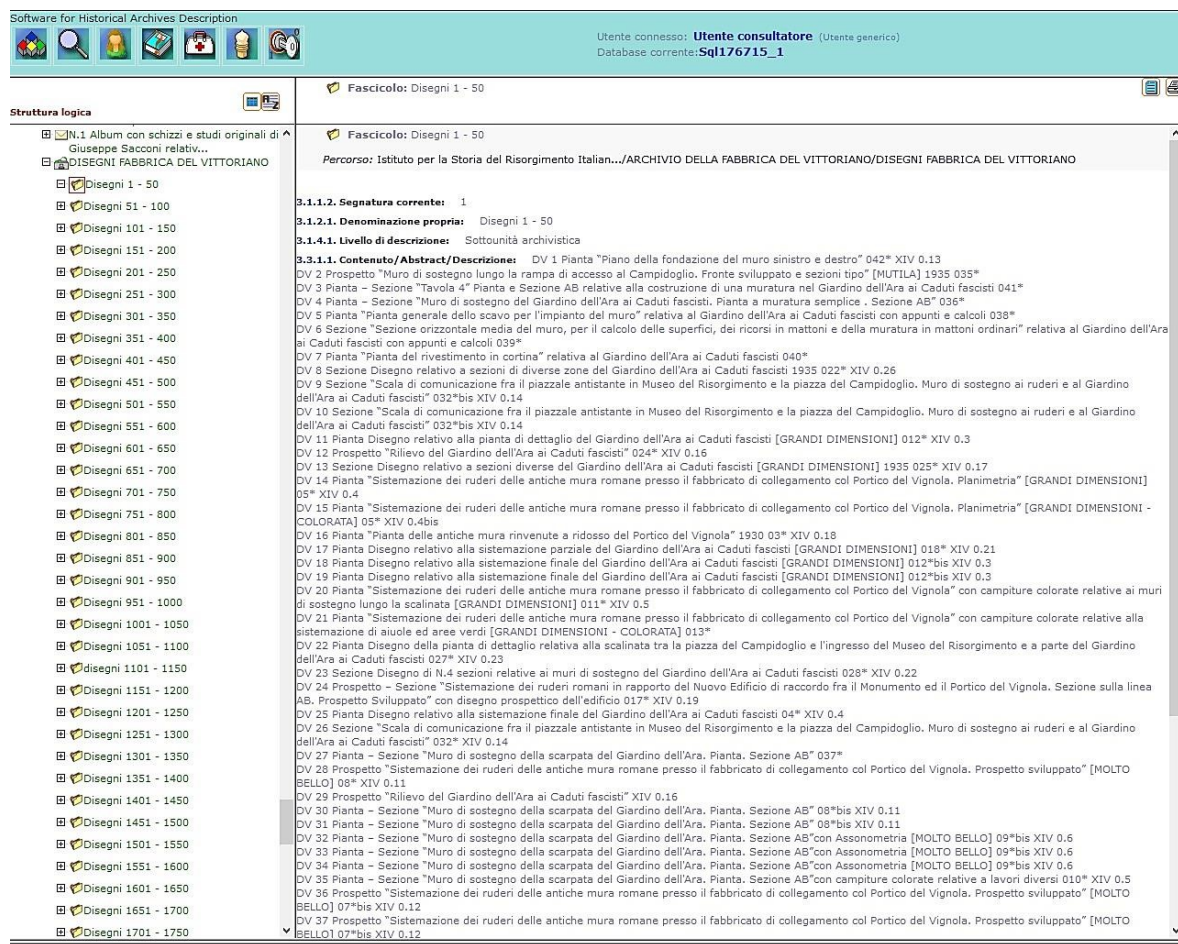 Software for Historical Archives Description
Utente connesso: Utente consultatore (Utente generico)
Database corrente:Sql176715_1
Struttura logica
N.1 Album con schizzi e studi originali di
Giuseppe Sacconi relativ...
DISEGNI FABBRICA DEL VITTORIANO
Disegni 1 - 50
Disegni 51 - 100
Disegni 101 - 150
Disegni 151 - 200
Disegni 201 - 250
Disegni 251 - 300
Disegni 301 - 350
Disegni 351 - 400
Disegni 401 - 450
Disegni 451 - 500
Disegni 501 - 550
Disegni 551 - 600
Disegni 601 - 650
Disegni 651 - 700
Disegni 701 - 750
Disegni 751 - 800
Disegni 801 - 850
Disegni 851 - 900
Disegni 901 - 950
Disegni 951 - 1000
Disegni 1001 - 1050
Disegni 1051 - 1100
disegni 1101 - 1150
Disegni 1151 - 1200
Disegni 1201 - 1250
Disegni 1251 - 1300
Disegni 1301 - 1350
Disegni 1351 - 1400
Disegni 1401 - 1450
Disegni 1451 - 1500
Disegni 1501 - 1550
Disegni 1551 - 1600
Disegni 1601 - 1650
Disegni 1651 - 1700
Disegni 1701 - 1750
Fascicolo: Disegni 1 - 50
Fascicolo: Disegni 1 - 50
Percorso: Istituto per la Storia del Risorgimento Italian.../ARCHIVIO DELLA FABBRICA DEL VITTORIANO/DISEGNI FABBRICA DEL VITTORIANO
3.1.1.2. Segnatura corrente: 1
3.1.2.1. Denominazione propria: Disegni 1 - 50
3.1.4.1. Livello di descrizione: Sottounità archivistica
3.3.1.1. Contenuto/Abstract/Descrizione: DV 1 Pianta "Piano della fondazione del muro sinistro e destro" 042* XIV 0.13
DV 2 Prospetto "Muro di sostegno lungo la rampa di accesso al Campidoglio. Fronte sviluppato e sezioni tipo" [MUTILA] 1935 035*
DV 3 Pianta – Sezione "Tavola 4" Pianta e Sezione AB relative alla costruzione di una muratura nel Giardino dell'Ara ai Caduti fascisti 041*
DV 4 Pianta – Sezione "Muro di sostegno del Giardino dell'Ara ai Caduti fascisti. Pianta a muratura semplice . Sezione AB" 036*
DV 5 Pianta "Pianta generale dello scavo per l'impianto del muro" relativa al Giardino dell'Ara ai Caduti fascisti con appunti e calcoli 038*
DV 6 Sezione "Sezione orizzontale media del muro, per il calcolo delle superfici, dei ricorsi in mattoni e della muratura in mattoni ordinari" relativa al Giardino dell'Ara
ai Caduti fascisti con appunti e calcoli 039*
DV 7 Pianta "Pianta del rivestimento in cortina" relativa al Giardino dell'Ara ai Caduti fascisti 040*
DV 8 Sezione Disegno relativo a sezioni di diverse zone del Giardino dell'Ara ai Caduti fascisti 1935 022* XIV 0.26
DV 9 Sezione "Scala di comunicazione fra il piazzale antistante in Museo del Risorgimento e la piazza del Campidoglio. Muro di sostegno ai ruderi e al Giardino
dell'Ara ai Caduti fascisti" 032*bis XIV 0.14
DV 10 Sezione "Scala di comunicazione fra il piazzale antistante in Museo del Risorgimento e la piazza del Campidoglio. Muro di sostegno ai ruderi e al Giardino
dell'Ara ai Caduti fascisti" 032*bis XIV 0.14
DV 11 Pianta Disegno relativo alla pianta di dettaglio del Giardino dell'Ara ai Caduti fascisti [GRANDI DIMENSIONI] 012* XIV 0.3
DV 12 Prospetto "Rilievo del Giardino dell'Ara ai Caduti fascisti" 024* XIV 0.16
DV 13 Sezione Disegno relativo a sezioni diverse del Giardino dell'Ara ai Caduti fascisti [GRANDI DIMENSIONI] 1935 025* XIV 0.17
DV 14 Pianta "Sistemazione dei ruderi delle antiche mura romane presso il fabbricato di collegamento col Portico del Vignola. Planimetria" [GRANDI DIMENSIONI]
05* XIV 0.4
DV 15 Pianta "Sistemazione dei ruderi delle antiche mura romane presso il fabbricato di collegamento col Portico del Vignola. Planimetria" [GRANDI DIMENSIONI -
COLORATA] 05* XIV 0.4bis
DV 16 Pianta "Pianta delle antiche mura rinvenute a ridosso del Portico del Vignola" 1930 03* XIV 0.18
DV 17 Pianta Disegno relativo alla sistemazione parziale del Giardino dell'Ara ai Caduti fascisti [GRANDI DIMENSIONI] 018* XIV 0.21
DV 18 Pianta Disegno relativo alla sistemazione finale del Giardino dell'Ara ai Caduti fascisti [GRANDI DIMENSIONI] 012*bis XIV 0.3
DV 19 Pianta Disegno relativo alla sistemazione finale del Giardino dell'Ara ai Caduti fascisti [GRANDI DIMENSIONI] 012*bis XIV 0.3
DV 20 Pianta "Sistemazione dei ruderi delle antiche mura romane presso il fabbricato di collegamento col Portico del Vignola" con campiture colorate relative ai muri
di sostegno lungo la scalinata [GRANDI DIMENSIONI] 011* XIV 0.5
DV 21 Pianta "Sistemazione dei ruderi delle antiche mura romane presso il fabbricato di collegamento col Portico del Vignola" con campiture colorate relative alla
sistemazione di aiuole ed aree verdi [GRANDI DIMENSIONI - COLORATA] 013*
DV 22 Pianta Disegno della pianta di dettaglio relativa alla scalinata tra la piazza del Campidoglio e l'ingresso del Museo del Risorgimento e a parte del Giardino
dell'Ara ai Caduti fascisti 027* XIV 0.23
DV 23 Sezione Disegno di N.4 sezioni relative ai muri di sostegno del Giardino dell'Ara ai Caduti fascisti 028* XIV 0.22
DV 24 Prospetto – Sezione "Sistemazione dei ruderi romani in rapporto del Nuovo Edificio di raccordo fra il Monumento ed il Portico del Vignola. Sezione sulla linea
AB. Prospetto Sviluppato" con disegno prospettico dell'edificio 017* XIV 0.19
DV 25 Pianta Disegno relativo alla sistemazione finale del Giardino dell'Ara ai Caduti fascisti 04* XIV 0.4
DV 26 Sezione "Scala di comunicazione fra il piazzale antistante in Museo del Risorgimento e la piazza del Campidoglio. Muro di sostegno ai ruderi e al Giardino
dell'Ara ai Caduti fascisti" 032* XIV 0.14
DV 27 Pianta – Sezione "Muro di sostegno della scarpata del Giardino dell'Ara. Pianta. Sezione AB" 037*
DV 28 Prospetto "Sistemazione dei ruderi delle antiche mura romane presso il fabbricato di collegamento col Portico del Vignola. Prospetto sviluppato" [MOLTO
BELLO] 08* XIV 0.11
DV 29 Prospetto "Rilievo del Giardino dell'Ara ai Caduti fascisti" XIV 0.16
DV 30 Pianta – Sezione "Muro di sostegno della scarpata del Giardino dell'Ara. Pianta. Sezione AB" 08*bis XIV 0.11
DV 31 Pianta – Sezione "Muro di sostegno della scarpata del Giardino dell'Ara. Pianta. Sezione AB" 08*bis XIV 0.11
DV 32 Pianta – Sezione "Muro di sostegno della scarpata del Giardino dell'Ara. Pianta. Sezione AB"con Assonometria [MOLTO BELLO] 09*bis XIV 0.6
DV 33 Pianta – Sezione "Muro di sostegno della scarpata del Giardino dell'Ara. Pianta. Sezione AB"con Assonometria [MOLTO BELLO] 09*bis XIV 0.6
DV 34 Pianta – Sezione "Muro di sostegno della scarpata del Giardino dell'Ara. Pianta. Sezione AB"con Assonometria [MOLTO BELLO] 09*bis XIV 0.6
DV 35 Pianta – Sezione "Muro di sostegno della scarpata del Giardino dell'Ara. Pianta. Sezione AB"con campiture colorate relative a lavori diversi 010* XIV 0.5
DV 36 Prospetto "Sistemazione dei ruderi delle antiche mura romane presso il fabbricato di collegamento col Portico del Vignola. Prospetto sviluppato" [MOLTO
BELLO] 07*bis XIV 0.12
DV 37 Prospetto "Sistemazione dei ruderi delle antiche mura romane presso il fabbricato di collegamento col Portico del Vignola. Prospetto sviluppato" [MOLTO
BELLO] 07*bis XIV 0.12